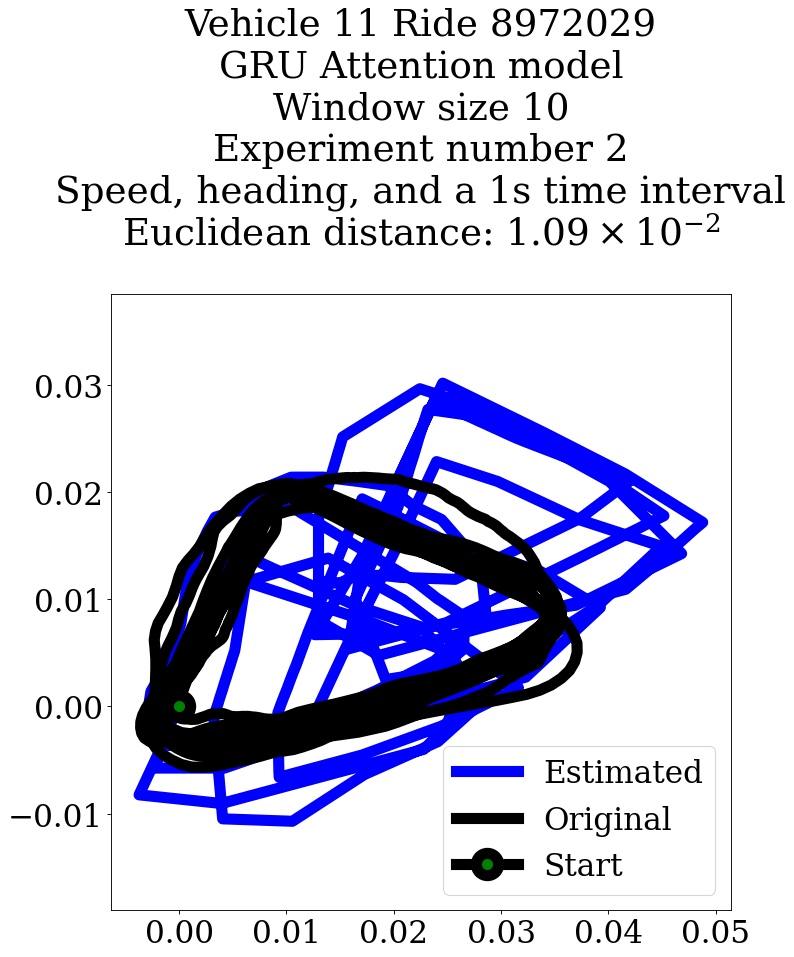 Vehicle 11 Ride 8972029
GRU Attention model
Window size 10
Experiment number 2
Speed, heading, and a 1s time interval
Euclidean distance: 1.09 × 10⁻²
0.03
0.02
0.01
0.00
−0.01
Estimated
Original
Start
0.00 0.01 0.02 0.03 0.04 0.05